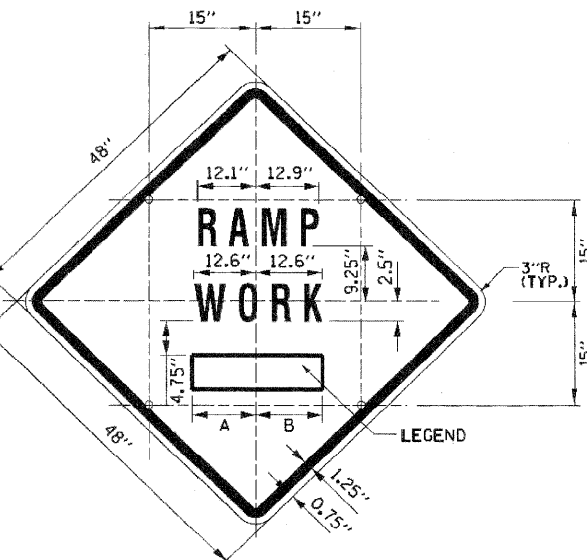 15" 15"
48"
12.1" 12.9"
RAMP
12.6" 12.6"
9.25"
2.5"
15"
3"R
(TYP.)
WORK
4.75"
15"
A B
LEGEND
48"
1.25"
0.75"